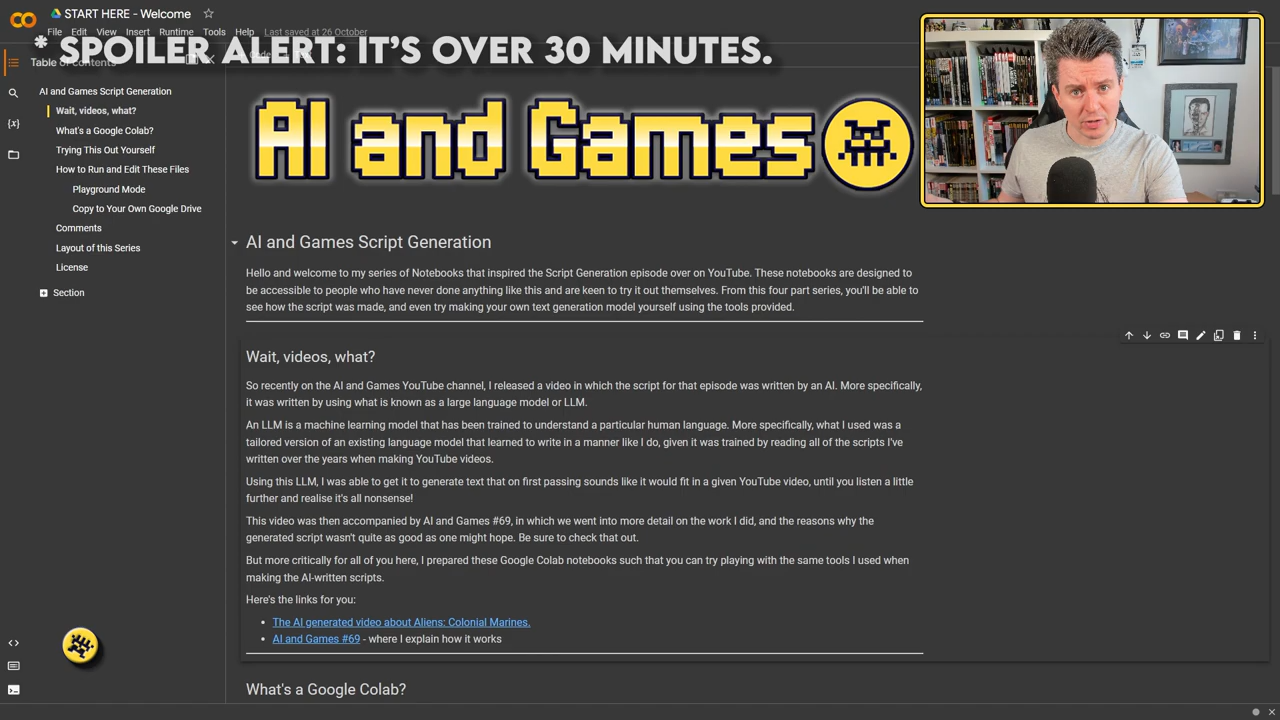 START HERE - Welcome
File Edit View Insert Runtime Tools Help Last saved at 26 October
* SPOILER ALERT: IT'S OVER 30 MINUTES.
Table of contents
AI and Games Script Generation
Wait, videos, what?
What's a Google Colab?
Trying This Out Yourself
How to Run and Edit These Files
Playground Mode
Copy to Your Own Google Drive
Comments
Layout of this Series
License
Section
AI and Games
AI and Games Script Generation
Hello and welcome to my series of Notebooks that inspired the Script Generation episode over on YouTube. These notebooks are designed to
be accessible to people who have never done anything like this and are keen to try it out themselves. From this four part series, you'll be able to
see how the script was made, and even try making your own text generation model yourself using the tools provided.
Wait, videos, what?
So recently on the AI and Games YouTube channel, I released a video in which the script for that episode was written by an AI. More specifically,
it was written by using what is known as a large language model or LLM.
An LLM is a machine learning model that has been trained to understand a particular human language. More specifically, what I used was a
tailored version of an existing language model that learned to write in a manner like I do, given it was trained by reading all of the scripts I've
written over the years when making YouTube videos.
Using this LLM, I was able to get it to generate text that on first passing sounds like it would fit in a given YouTube video, until you listen a little
further and realise it's all nonsense!
This video was then accompanied by AI and Games #69, in which we went into more detail on the work I did, and the reasons why the
generated script wasn't quite as good as one might hope. Be sure to check that out.
But more critically for all of you here, I prepared these Google Colab notebooks such that you can try playing with the same tools I used when
making the AI-written scripts.
Here's the links for you:
• The AI generated video about Aliens: Colonial Marines.
• AI and Games #69 - where I explain how it works
What's a Google Colab?